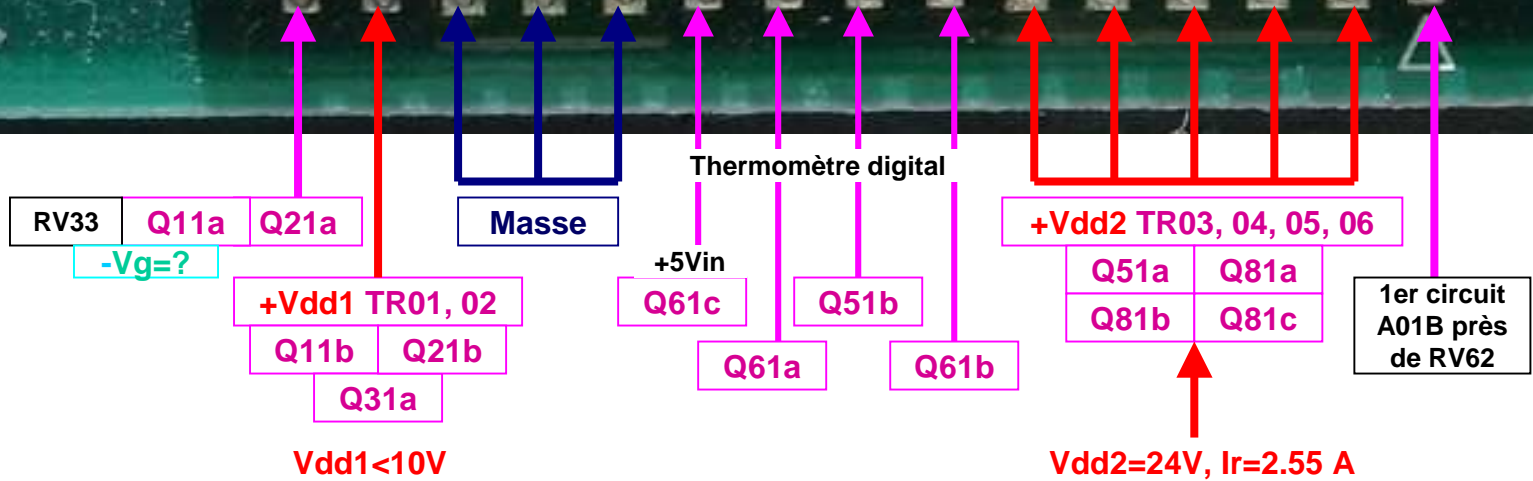 Thermomètre digital
RV33 Q11a Q21a
-Vg=?
Masse
+5Vin
+Vdd1 TR01, 02
Q11b Q21b
Q31a
Q61c
Q51b
Q61a
Q61b
+Vdd2 TR03, 04, 05, 06
Q51a Q81a
Q81b Q81c
1er circuit
A01B près
de RV62
Vdd1<10V
Vdd2=24V, Ir=2.55 A